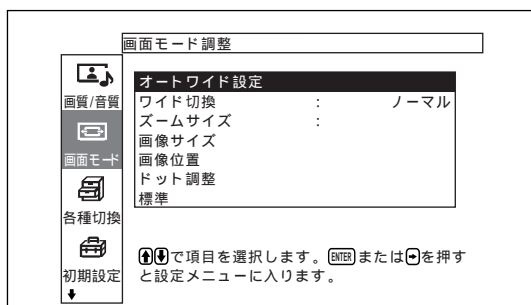 画面モード調整
画質/音質
画面モード
各種切換
初期設定
オートワイド設定
ワイド切換 : ノーマル
ズームサイズ :
画像サイズ
画像位置
ドット調整
標準
⬆⬇で項目を選択します。ENTERまたは➡を押す
と設定メニューに入ります。